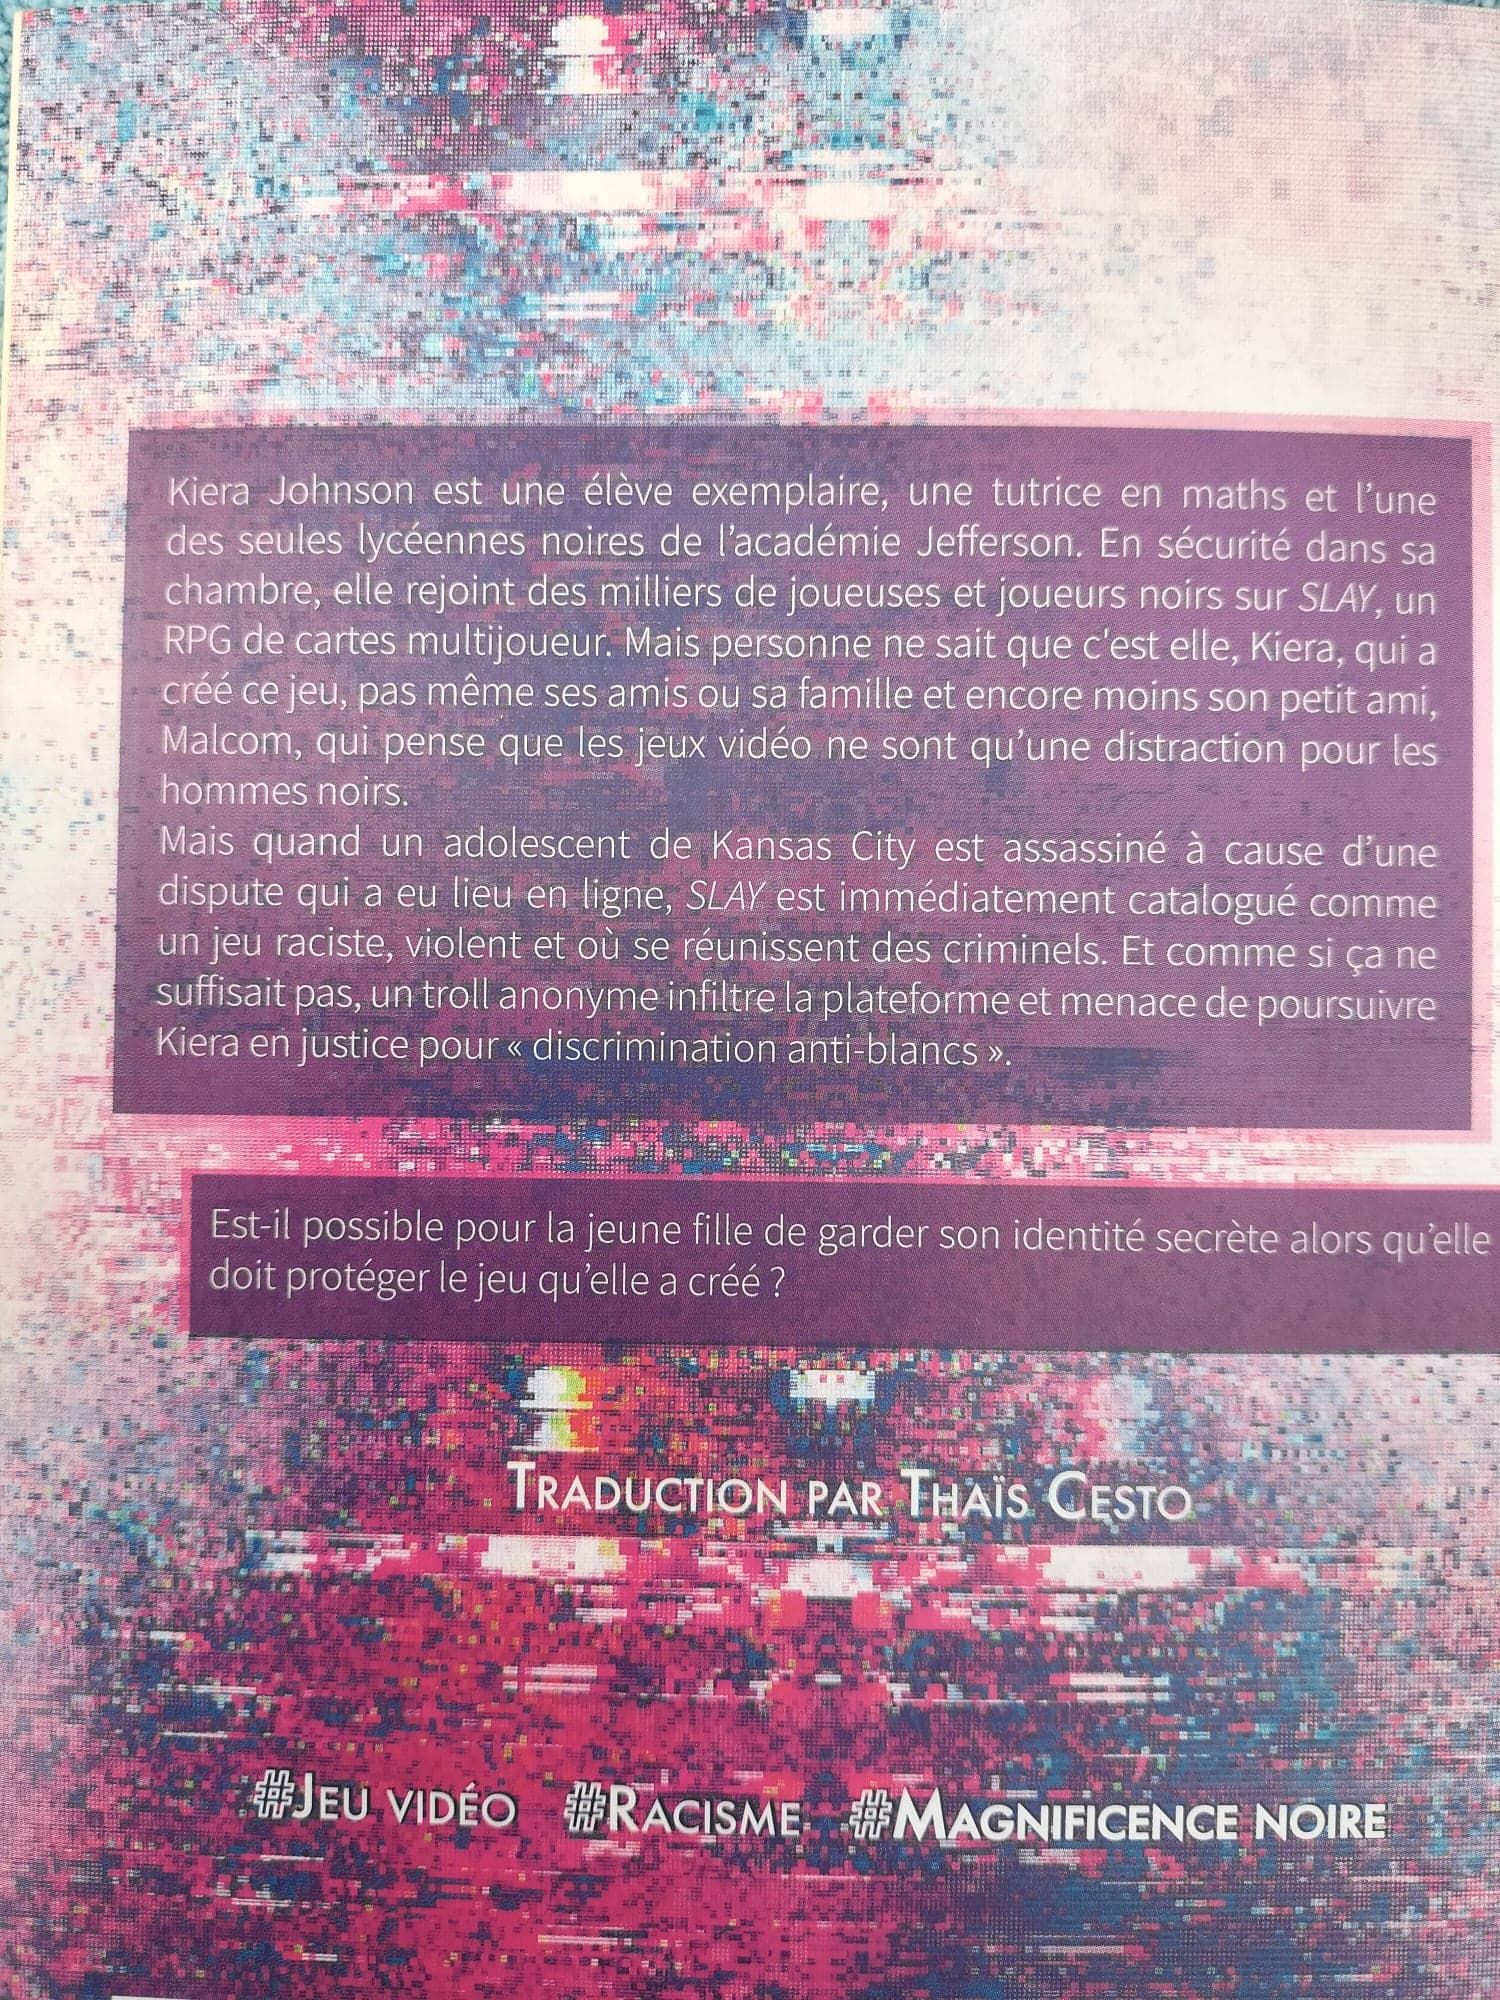 Kiera Johnson est une élève exemplaire, une tutrice en maths et l’une
des seules lycéennes noires de l’académie Jefferson. En sécurité dans sa
chambre, elle rejoint des milliers de joueuses et joueurs noirs sur SLAY, un
RPG de cartes multijoueur. Mais personne ne sait que c'est elle, Kiera, qui a
créé ce jeu, pas même ses amis ou sa famille et encore moins son petit ami,
Malcom, qui pense que les jeux vidéo ne sont qu’une distraction pour les
hommes noirs.
Mais quand un adolescent de Kansas City est assassiné à cause d’une
dispute qui a eu lieu en ligne, SLAY est immédiatement catalogué comme
un jeu raciste, violent et où se réunissent des criminels. Et comme si ça ne
suffisait pas, un troll anonyme infiltre la plateforme et menace de poursuivre
Kiera en justice pour « discrimination anti-blancs ».
Est-il possible pour la jeune fille de garder son identité secrète alors qu’elle
doit protéger le jeu qu’elle a créé ?
TRADUCTION PAR THAÏS CESTO
#JEU VIDÉO #RACISME #MAGNIFICENCE NOIRE